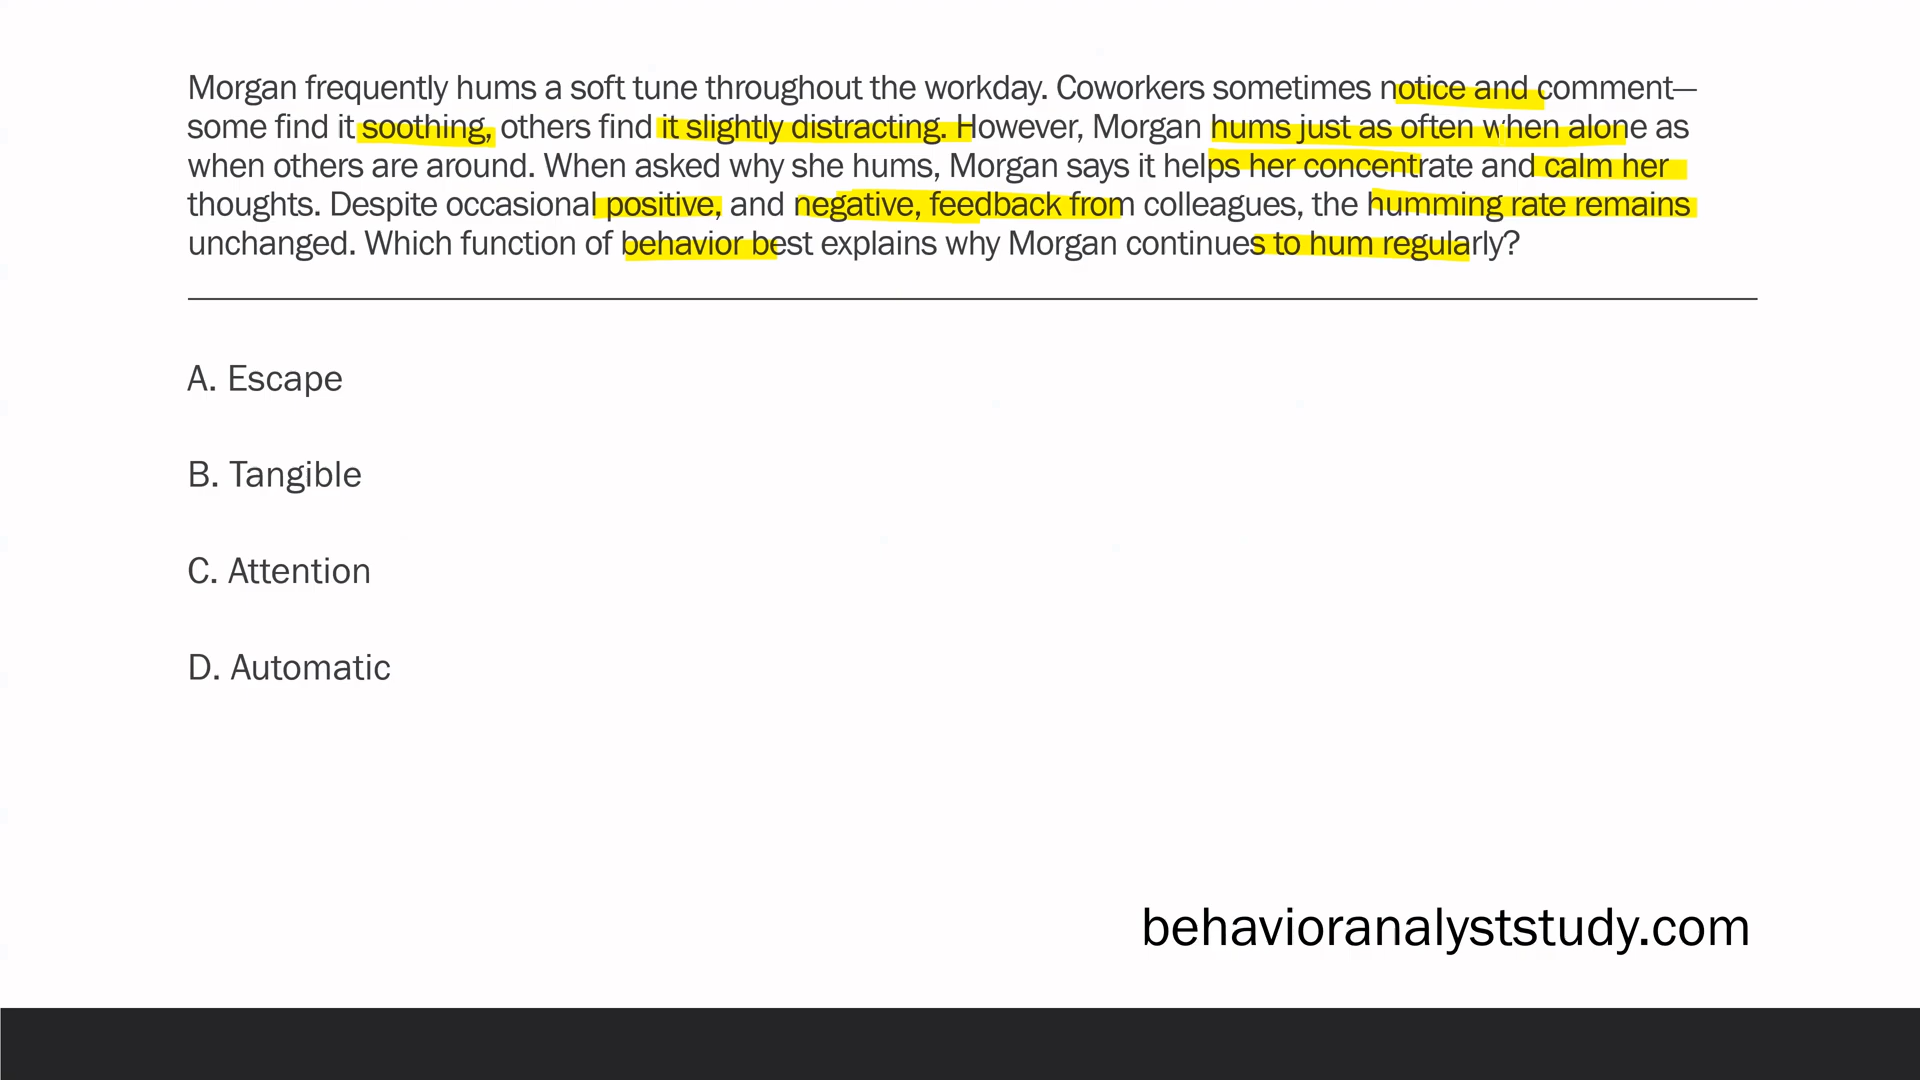 Morgan frequently hums a soft tune throughout the workday. Coworkers sometimes notice and comment—
some find it soothing, others find it slightly distracting. However, Morgan hums just as often when alone as
when others are around. When asked why she hums, Morgan says it helps her concentrate and calm her
thoughts. Despite occasional positive, and negative, feedback from colleagues, the humming rate remains
unchanged. Which function of behavior best explains why Morgan continues to hum regularly?
A. Escape
B. Tangible
C. Attention
D. Automatic
behavioranalyststudy.com